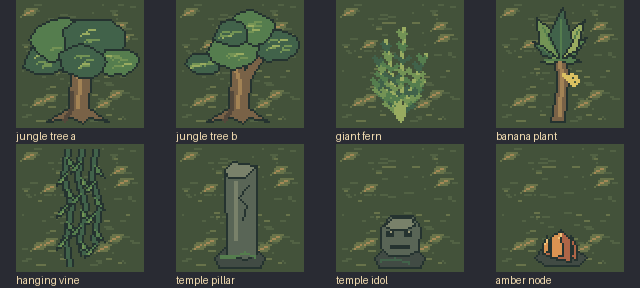 jungle tree a
jungle tree b
giant fern
banana plant
hanging vine
temple pillar
temple idol
amber node